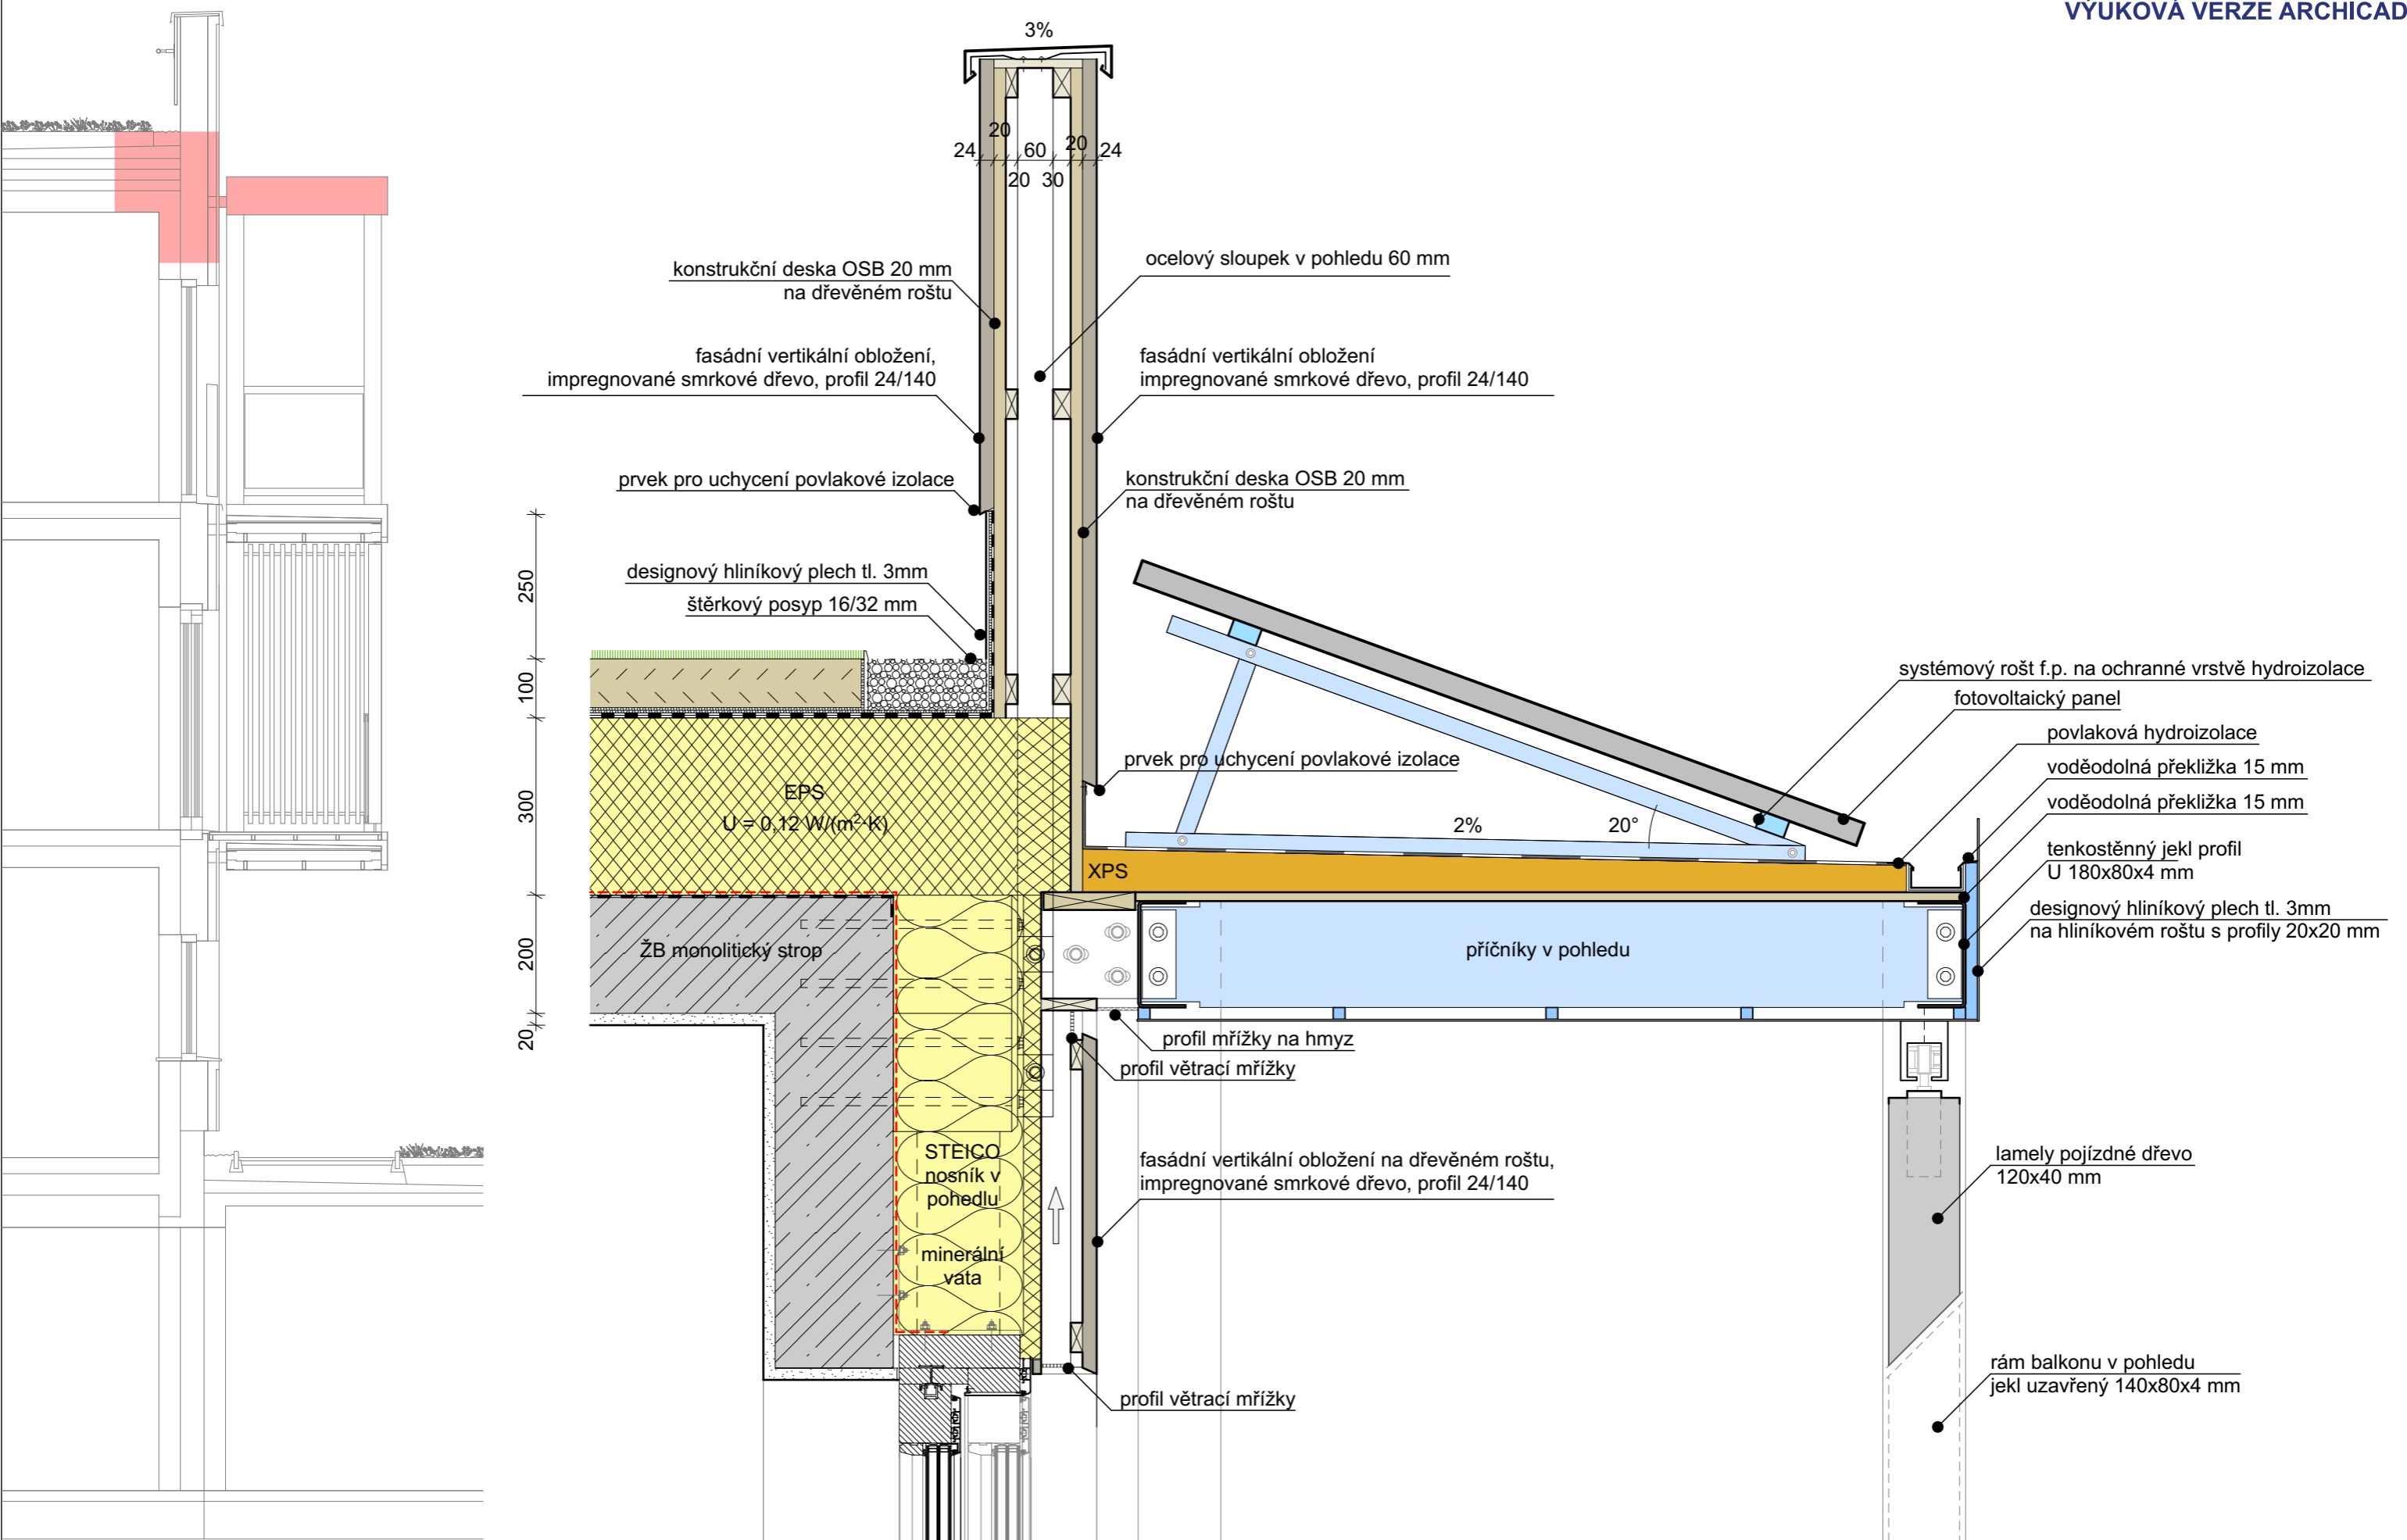 VÝUKOVÁ VERZE ARCHICAD
3%
20
24
60
20
24
20
30
ocelový sloupek v pohledu 60 mm
konstrukční deska OSB 20 mm
na dřevěném roštu
fasádní vertikální obložení,
impregnované smrkové dřevo, profil 24/140
fasádní vertikální obložení
impregnované smrkové dřevo, profil 24/140
prvek pro uchycení povlakové izolace
konstrukční deska OSB 20 mm
na dřevěném roštu
designový hliníkový plech tl. 3mm
štěrkový posyp 16/32 mm
250
100
300
200
20
systémový rošt f.p. na ochranné vrstvě hydroizolace
fotovoltaický panel
povlaková hydroizolace
prvek pro uchycení povlakové izolace
voděodolná překližka 15 mm
voděodolná překližka 15 mm
EPS
U = 0,12 W/(m²·K)
2%
20°
tenkostěnný jekl profil
U 180x80x4 mm
XPS
designový hliníkový plech tl. 3mm
na hliníkovém roštu s profily 20x20 mm
ŽB monolitický strop
příčníky v pohledu
profil mřížky na hmyz
profil větrací mřížky
STEICO
nosník v
pohedlu
fasádní vertikální obložení na dřevěném roštu,
impregnované smrkové dřevo, profil 24/140
lamely pojízdné dřevo
120x40 mm
minerální
vata
rám balkonu v pohledu
jekl uzavřený 140x80x4 mm
profil větrací mřížky